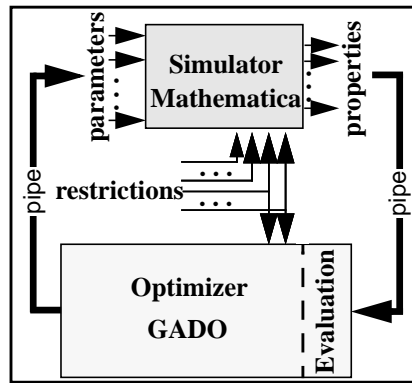 parameters
Simulator
Mathematica
properties
restrictions
pipe
pipe
Optimizer
GADO
Evaluation